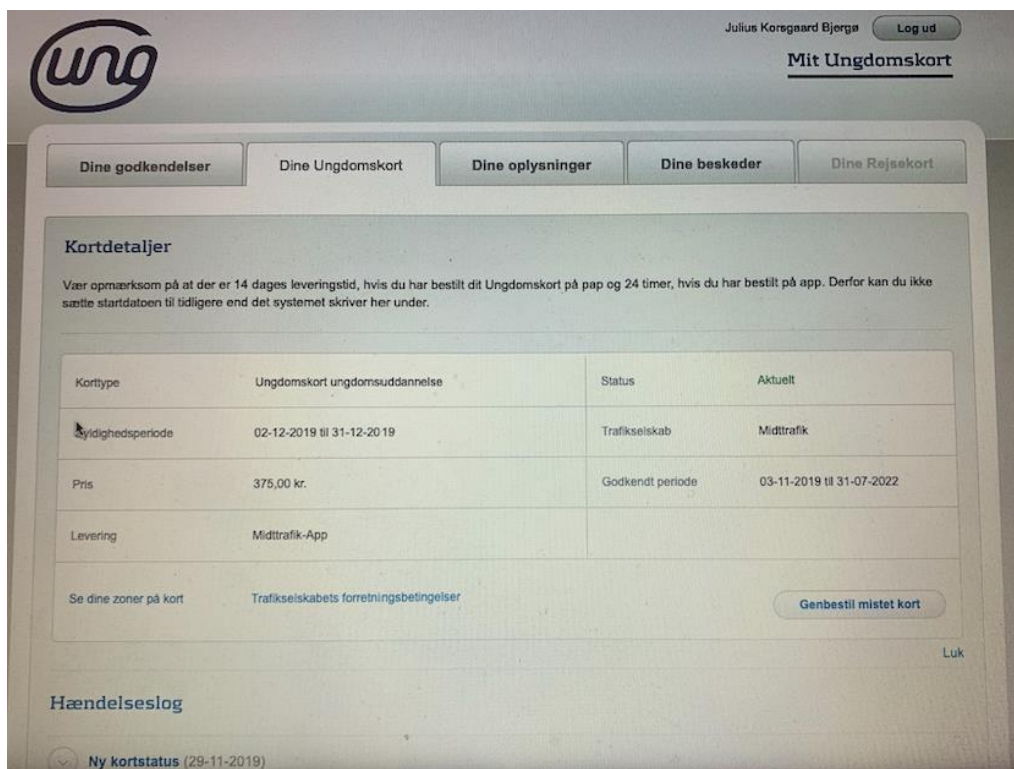 ung
Julius Korsgaard Bjergø
Log ud
Mit Ungdomskort
Dine godkendelser
Dine Ungdomskort
Dine oplysninger
Dine beskeder
Dine Rejsekort
Kortdetaljer
Vær opmærksom på at der er 14 dages leveringstid, hvis du har bestilt dit Ungdomskort på pap og 24 timer, hvis du har bestilt på app. Derfor kan du ikke
sætte startdatoen til tidligere end det systemet skriver her under.
Korttype Ungdomskort ungdomsuddannelse Status Aktuelt
Gyldighedsperiode 02-12-2019 til 31-12-2019 Trafikselskab Midttrafik
Pris 375,00 kr. Godkendt periode 03-11-2019 til 31-07-2022
Levering Midttrafik-App
Se dine zoner på kort Trafikselskabets forretningsbetingelser Genbestil mistet kort
Luk
Hændelseslog
Ny kortstatus (29-11-2019)